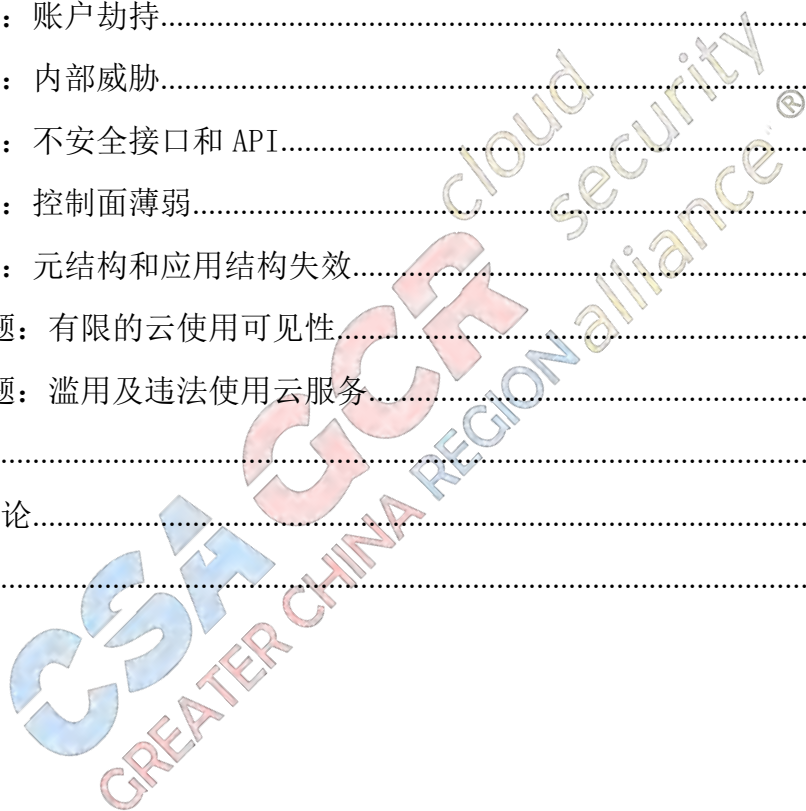 ：账户劫持................................................................................
：内部威胁................................................................................
：不安全接口和 API..................................................................
：控制面薄弱............................................................................
：元结构和应用结构失效........................................................
题：有限的云使用可见性..........................................................
题：滥用及违法使用云服务......................................................
....................................................................................................
论................................................................................................
....................................................................................................
CSA GCR
GREATER CHINA REGION
cloud security alliance®